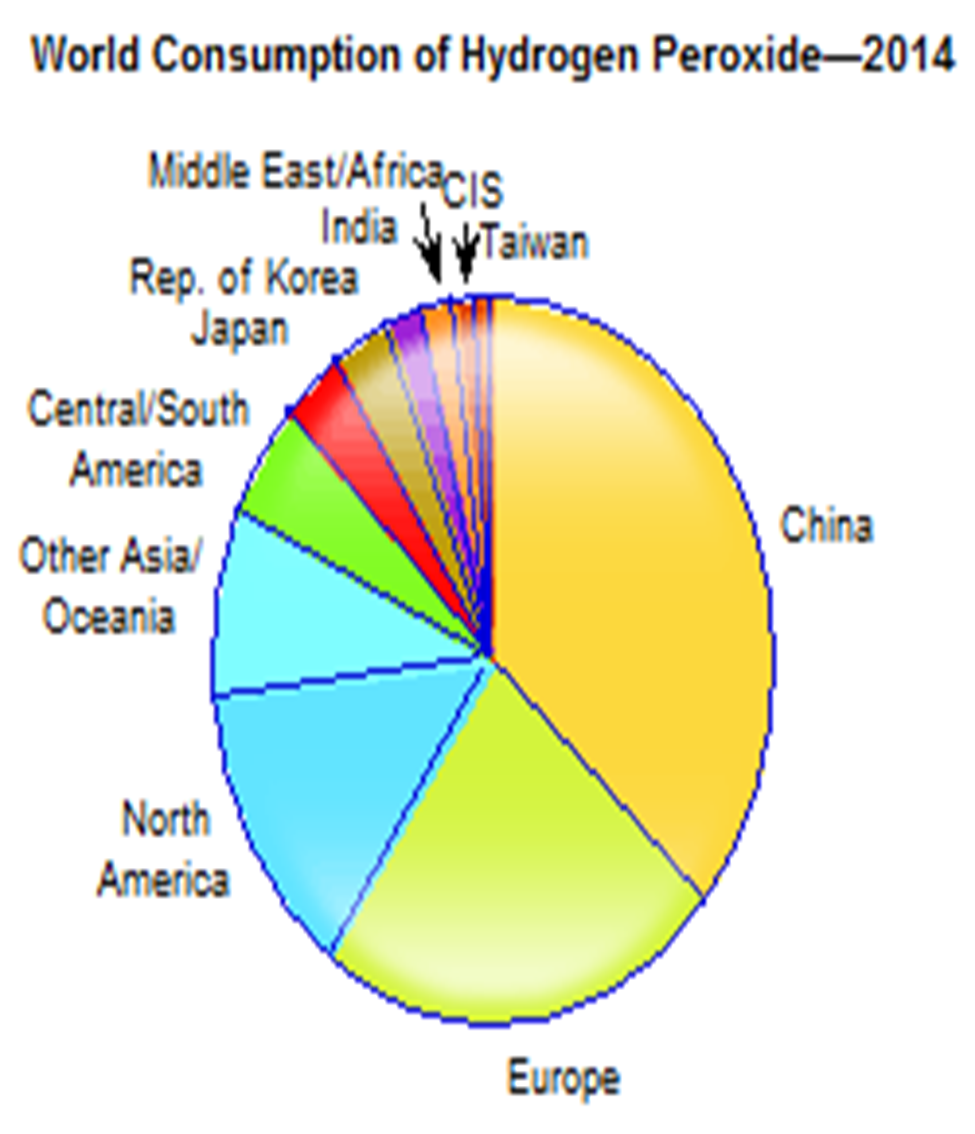 World Consumption of Hydrogen Peroxide—2014
Middle East/Africa
CIS
India
Taiwan
Rep. of Korea
Japan
Central/South
America
China
Other Asia/
Oceania
North
America
Europe